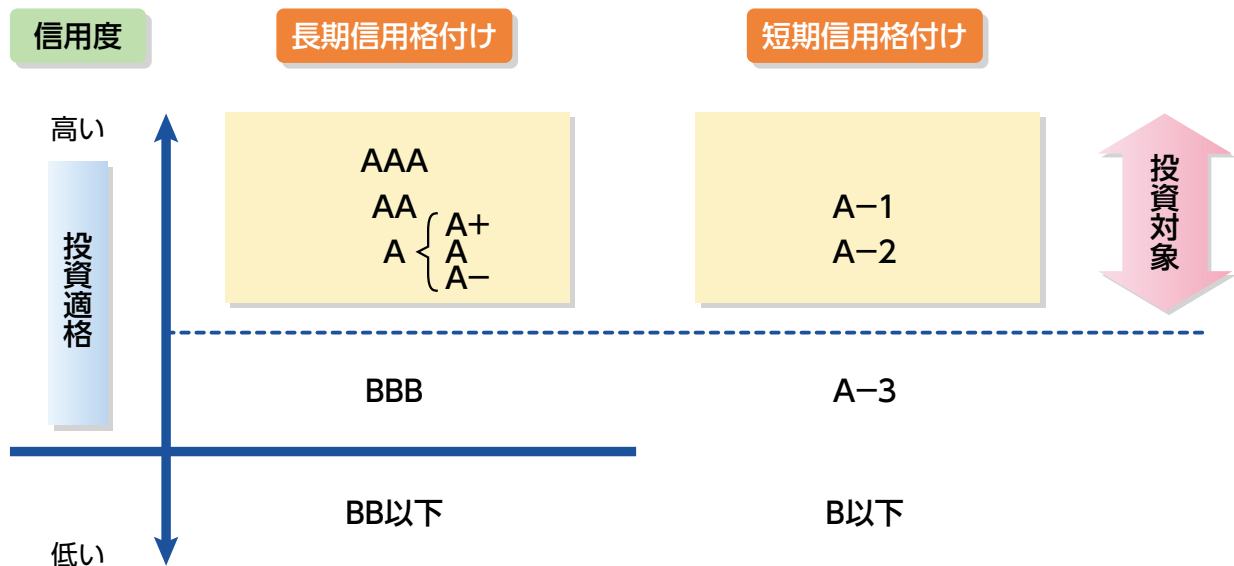 信用度
長期信用格付け
短期信用格付け
高い
投資適格
AAA
AA
A
A+
A
A−
A−1
A−2
投資対象
BBB
A−3
BB以下
B以下
低い